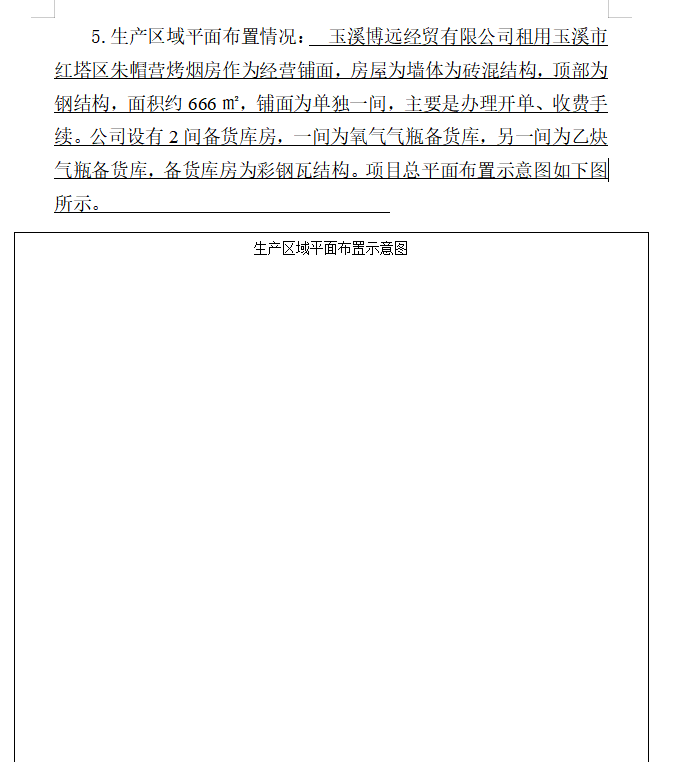 5.生产区域平面布置情况： 玉溪博远经贸有限公司租用玉溪市
红塔区朱帽营烤烟房作为经营铺面，房屋为墙体为砖混结构，顶部为
钢结构，面积约 666 ㎡，铺面为单独一间，主要是办理开单、收费手
续。公司设有 2 间备货库房，一间为氧气气瓶备货库，另一间为乙炔
气瓶备货库，备货库房为彩钢瓦结构。项目总平面布置示意图如下图
所示。
生产区域平面布置示意图